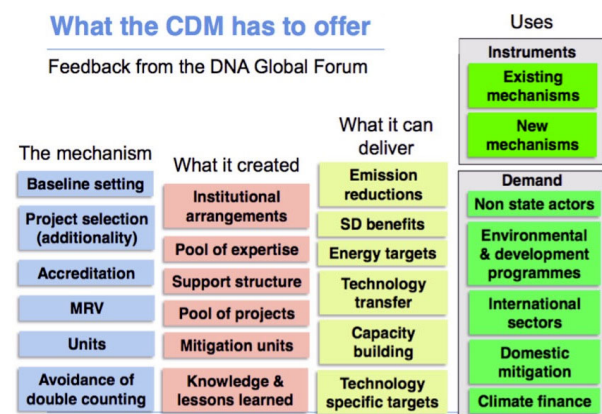 What the CDM has to offer
Feedback from the DNA Global Forum
The mechanism
Baseline setting
Project selection
(additionality)
Accreditation
MRV
Units
Avoidance of
double counting
What it created
Institutional
arrangements
Pool of expertise
Support structure
Pool of projects
Mitigation units
Knowledge &
lessons learned
What it can
deliver
Emission
reductions
SD benefits
Energy targets
Technology
transfer
Capacity
building
Technology
specific targets
Uses
Instruments
Existing
mechanisms
New
mechanisms
Demand
Non state actors
Environmental
& development
programmes
International
sectors
Domestic
mitigation
Climate finance